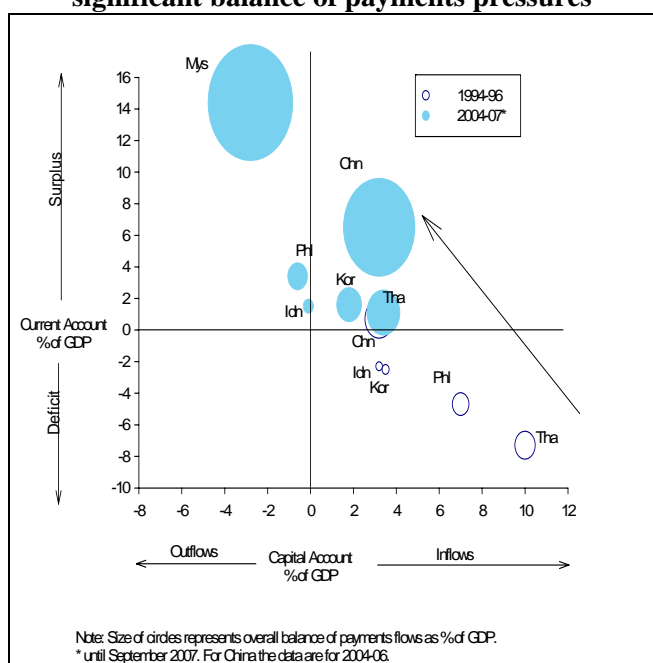 significant balance of payments pressures
Mys
1994-96
2004-07*
Chn
Phl
Kor
Idn
Tha
Chn
Idn
Kor
Phl
Tha
16
14
12
10
8
6
4
2
0
-2
-4
-6
-8
-10
Surplus
Current Account
% of GDP
Deficit
-8 -6 -4 -2 0 2 4 6 8 10 12
Outflows Capital Account Inflows
% of GDP
Note: Size of circles represents overall balance of payments flows as % of GDP.
* until September 2007. For China the data are for 2004-06.